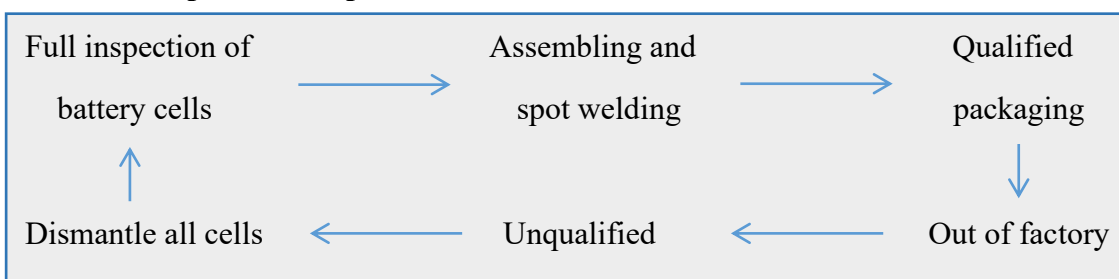 Full inspection of
battery cells
Assembling and
spot welding
Qualified
packaging
Dismantle all cells
Unqualified
Out of factory